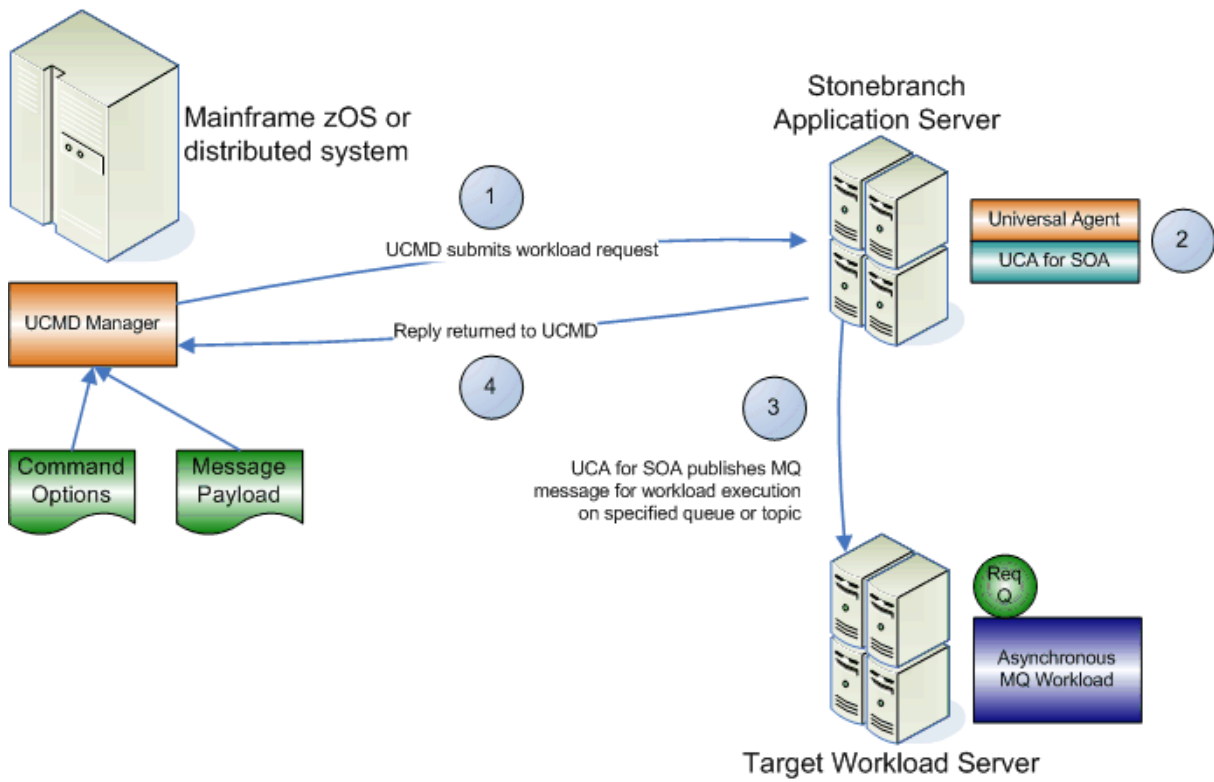 Mainframe zOS or
distributed system
Stonebranch
Application Server
1
UCMD submits workload request
Universal Agent
UCA for SOA
2
UCMD Manager
Reply returned to UCMD
4
3
Command
Options
Message
Payload
UCA for SOA publishes MQ
message for workload execution
on specified queue or topic
Req
Q
Asynchronous
MQ Workload
Target Workload Server